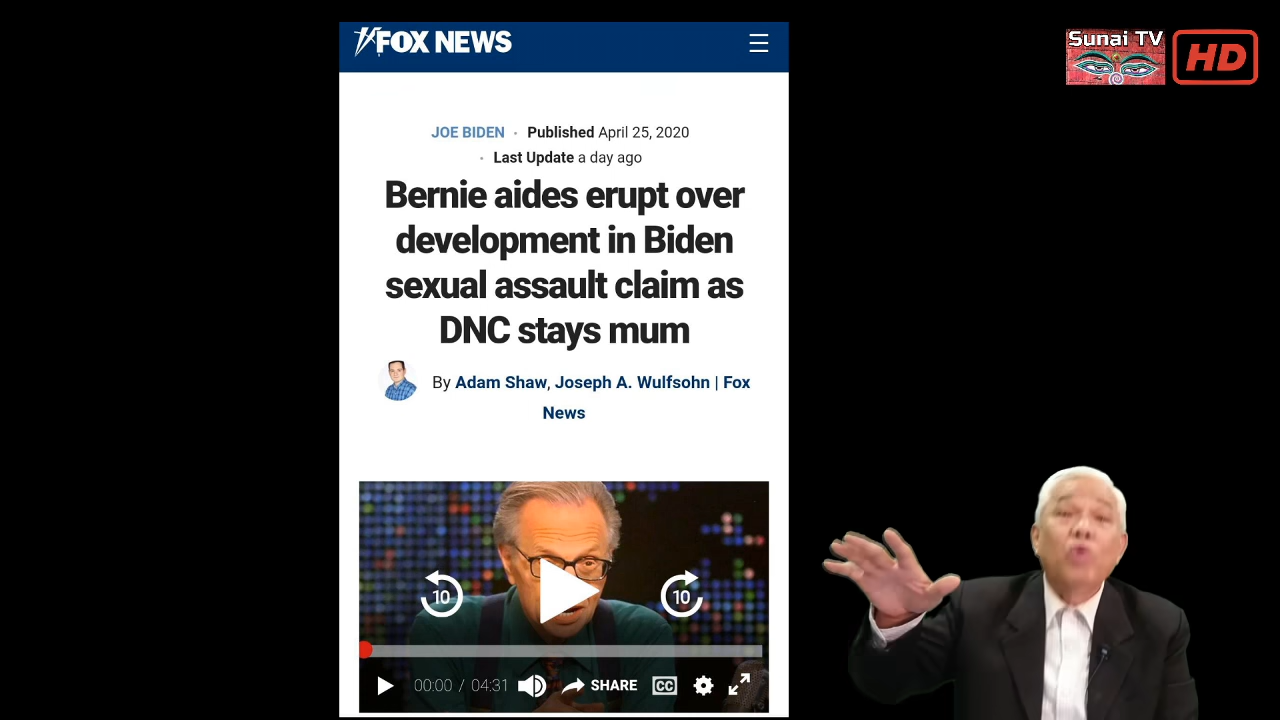 FOX NEWS
Sunai TV
HD
JOE BIDEN · Published April 25, 2020
· Last Update a day ago
Bernie aides erupt over
development in Biden
sexual assault claim as
DNC stays mum
By Adam Shaw, Joseph A. Wulfsohn | Fox
News
10
10
00:00 / 04:31
SHARE
CC